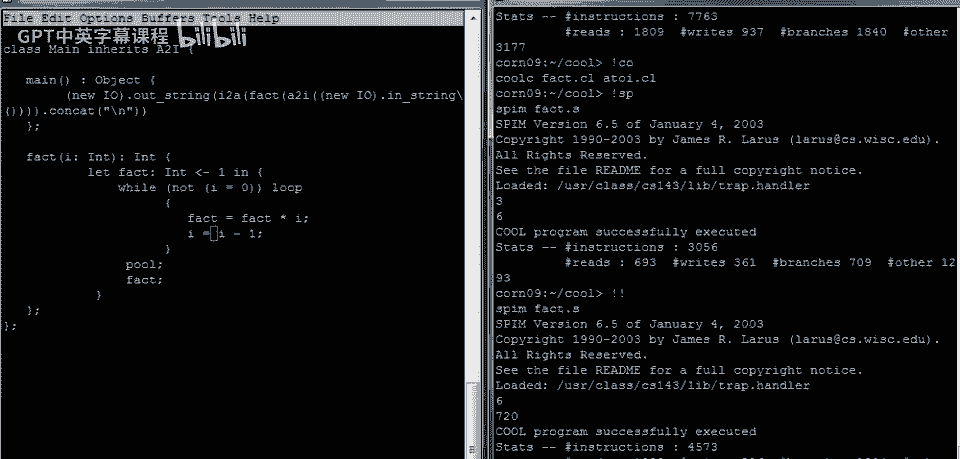 File Edit Options Buffers Tools Help
GPT中英字幕课程 bilibili
class Main inherits A2I {
main() : Object {
(new IO).out_string(i2a(fact(a2i((new IO).in_string\
()))).concat("\n"))
};
fact(i: Int): Int {
let fact: Int <- 1 in {
while (not (i = 0)) loop
{
fact = fact * i;
i = i - 1;
}
pool;
fact;
}
};
};
Stats -- #instructions : 7763
#reads : 1809 #writes 937 #branches 1840 #other
3177
corn09:~/cool> !co
coolc fact.cl atoi.cl
corn09:~/cool> !sp
spim fact.s
SPIM Version 6.5 of January 4, 2003
Copyright 1990-2003 by James R. Larus (larus@cs.wisc.edu).
All Rights Reserved.
See the file README for a full copyright notice.
Loaded: /usr/class/cs143/lib/trap.handler
3
6
COOL program successfully executed
Stats -- #instructions : 3056
#reads : 693 #writes 361 #branches 709 #other 12
93
corn09:~/cool> !!
spim fact.s
SPIM Version 6.5 of January 4, 2003
Copyright 1990-2003 by James R. Larus (larus@cs.wisc.edu).
All Rights Reserved.
See the file README for a full copyright notice.
Loaded: /usr/class/cs143/lib/trap.handler
6
720
COOL program successfully executed
Stats -- #instructions : 4573